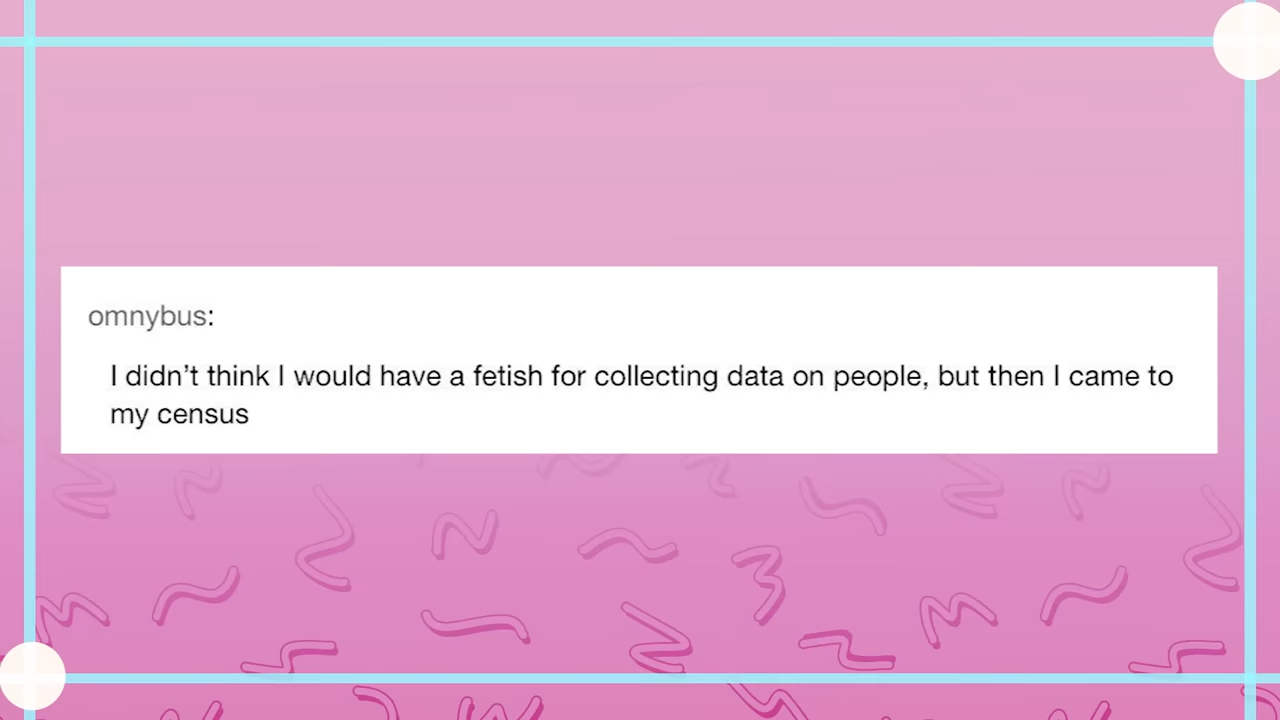 omnybus:
I didn’t think I would have a fetish for collecting data on people, but then I came to
my census